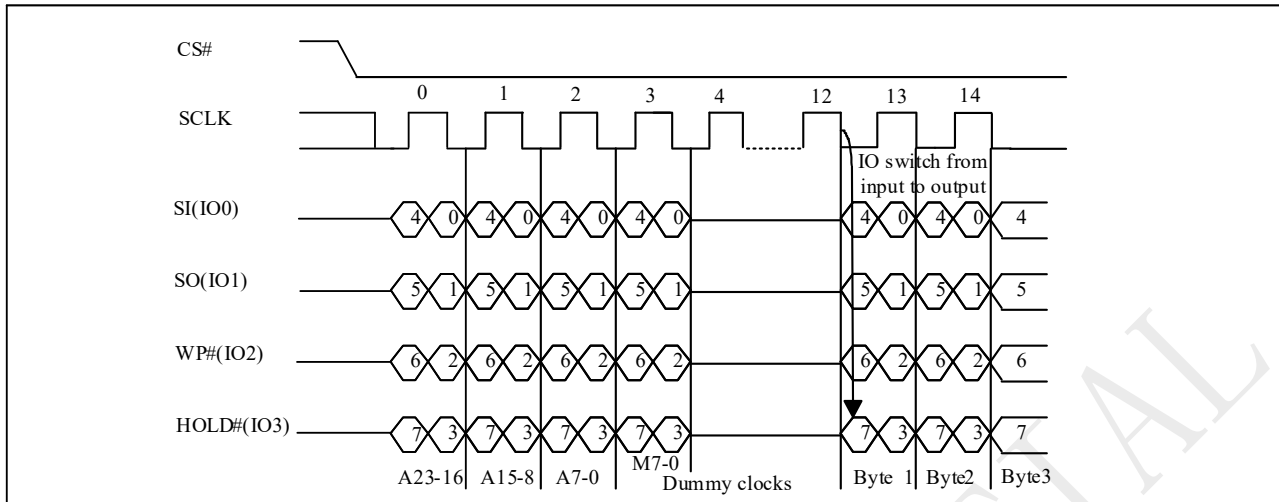 CS#
0 1 2 3 4 12 13 14
SCLK
IO switch from
input to output
SI(IO0) 4 0 4 0 4 0 4 0 4 0 4 0 4
SO(IO1) 5 1 5 1 5 1 5 1 5 1 5 1 5
WP#(IO2) 6 2 6 2 6 2 6 2 6 2 6 2 6
HOLD#(IO3) 7 3 7 3 7 3 7 3 7 3 7 3 7
A23-16 A15-8 A7-0 M7-0 Dummy clocks Byte 1 Byte2 Byte3
TIAL